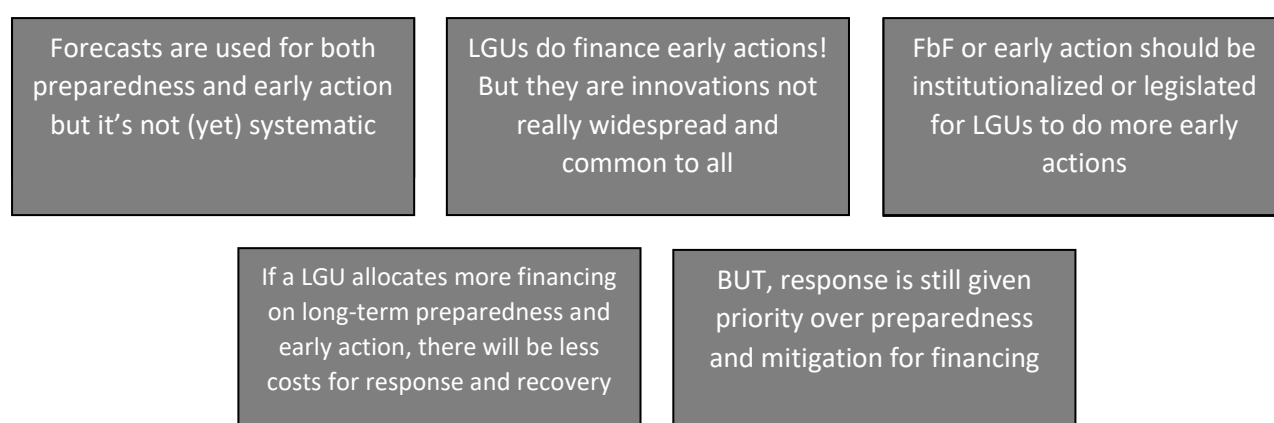 Forecasts are used for both
preparedness and early action
but it’s not (yet) systematic
LGUs do finance early actions!
But they are innovations not
really widespread and
common to all
FbF or early action should be
institutionalized or legislated
for LGUs to do more early
actions
If a LGU allocates more financing
on long-term preparedness and
early action, there will be less
costs for response and recovery
BUT, response is still given
priority over preparedness
and mitigation for financing